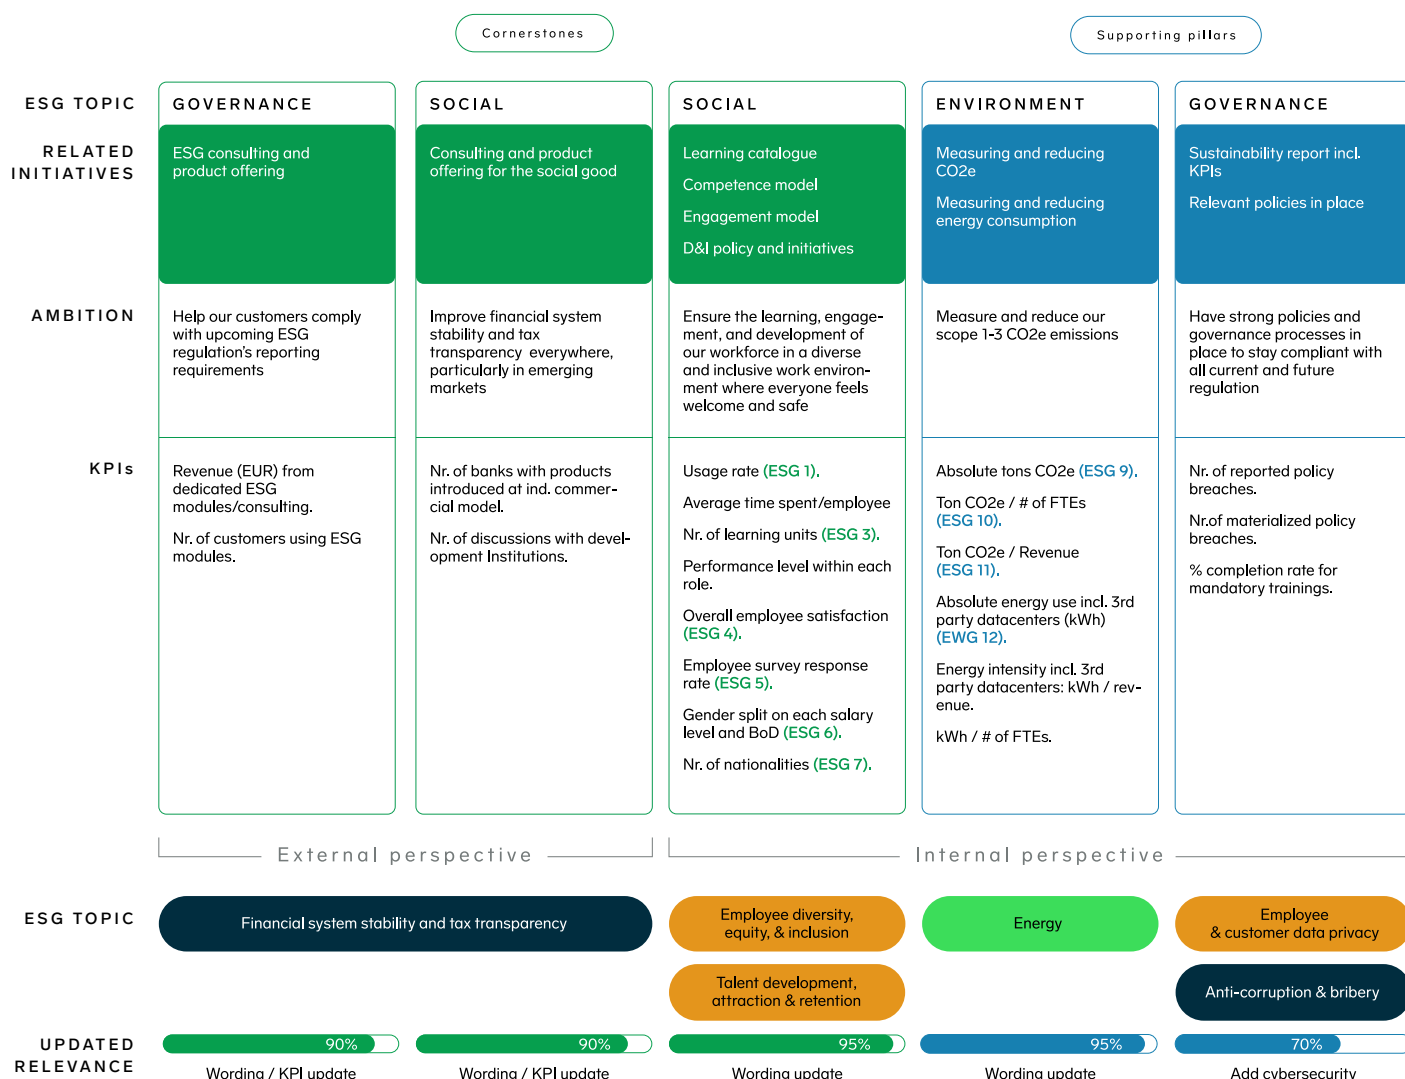 Cornerstones
Supporting pillars
ESG TOPIC
GOVERNANCE
SOCIAL
SOCIAL
ENVIRONMENT
GOVERNANCE
RELATED
INITIATIVES
ESG consulting and
product offering
Consulting and product
offering for the social good
Learning catalogue
Competence model
Engagement model
D&I policy and initiatives
Measuring and reducing
CO2e
Measuring and reducing
energy consumption
Sustainability report incl.
KPIs
Relevant policies in place
AMBITION
Help our customers comply
with upcoming ESG
regulation's reporting
requirements
Improve financial system
stability and tax
transparency everywhere,
particularly in emerging
markets
Ensure the learning, engage-
ment, and development of
our workforce in a diverse
and inclusive work environ-
ment where everyone feels
welcome and safe
Measure and reduce our
scope 1-3 CO2e emissions
Have strong policies and
governance processes in
place to stay compliant with
all current and future
regulation
KPIs
Revenue (EUR) from
dedicated ESG
modules/consulting.
Nr. of customers using ESG
modules.
Nr. of banks with products
introduced at ind. commer-
cial model.
Nr. of discussions with devel-
opment Institutions.
Usage rate (ESG 1).
Average time spent/employee
Nr. of learning units (ESG 3).
Performance level within each
role.
Overall employee satisfaction
(ESG 4).
Employee survey response
rate (ESG 5).
Gender split on each salary
level and BoD (ESG 6).
Nr. of nationalities (ESG 7).
Absolute tons CO2e (ESG 9).
Ton CO2e / # of FTEs
(ESG 10).
Ton CO2e / Revenue
(ESG 11).
Absolute energy use incl. 3rd
party datacenters (kWh)
(EWG 12).
Energy intensity incl. 3rd
party datacenters: kWh / rev-
enue.
kWh / # of FTEs.
Nr. of reported policy
breaches.
Nr.of materialized policy
breaches.
% completion rate for
mandatory trainings.
External perspective
Internal perspective
ESG TOPIC
Financial system stability and tax transparency
Employee diversity,
equity, & inclusion
Energy
Employee
& customer data privacy
Talent development,
attraction & retention
Anti-corruption & bribery
UPDATED
RELEVANCE
90%
90%
95%
95%
70%
Wording / KPI update
Wording / KPI update
Wording update
Wording update
Add cybersecurity